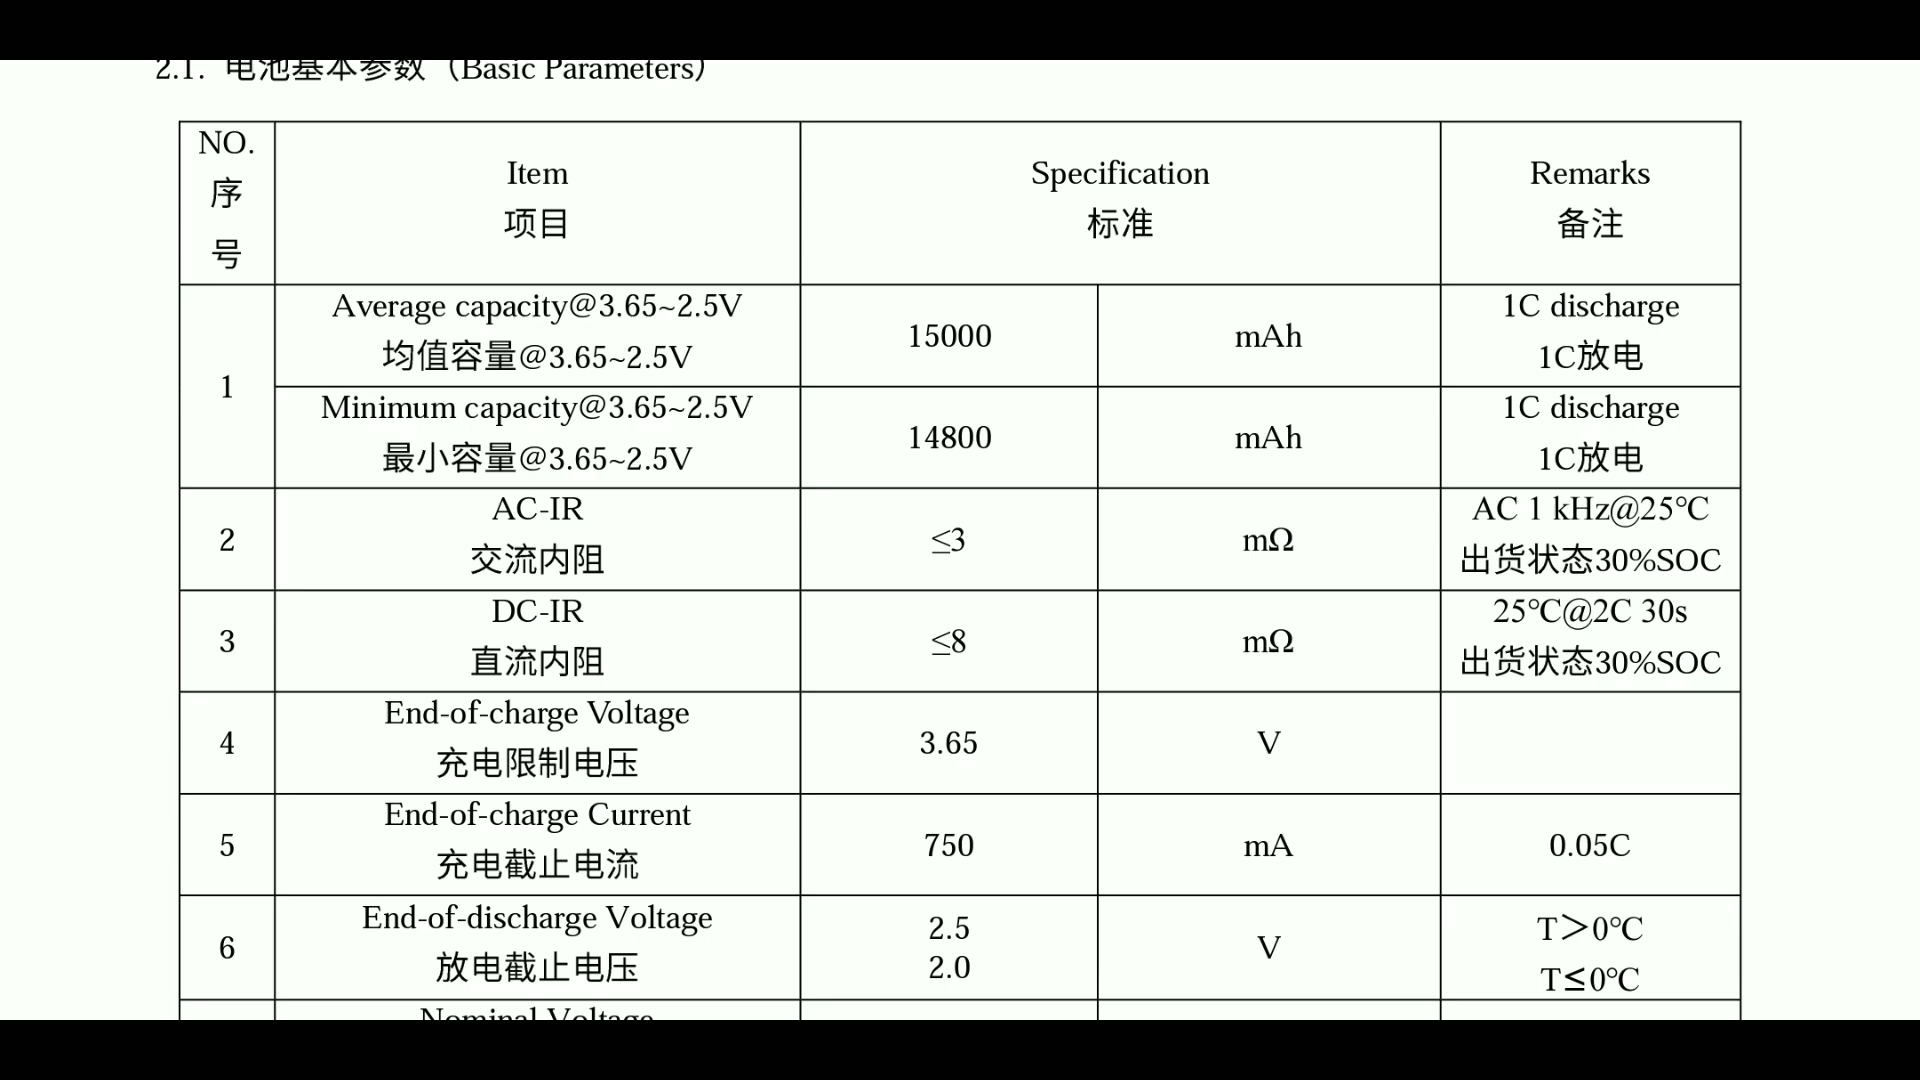 2.1. 电池基本参数（Basic Parameters）
NO.
序
号
Item
项目
Specification
标准
Remarks
备注
1
Average capacity@3.65~2.5V
均值容量@3.65~2.5V
15000
mAh
1C discharge
1C放电
Minimum capacity@3.65~2.5V
最小容量@3.65~2.5V
14800
mAh
1C discharge
1C放电
2
AC-IR
交流内阻
≤3
mΩ
AC 1 kHz@25℃
出货状态30%SOC
3
DC-IR
直流内阻
≤8
mΩ
25℃@2C 30s
出货状态30%SOC
4
End-of-charge Voltage
充电限制电压
3.65
V
5
End-of-charge Current
充电截止电流
750
mA
0.05C
6
End-of-discharge Voltage
放电截止电压
2.5
2.0
V
T＞0℃
T≤0℃
Nominal Voltage